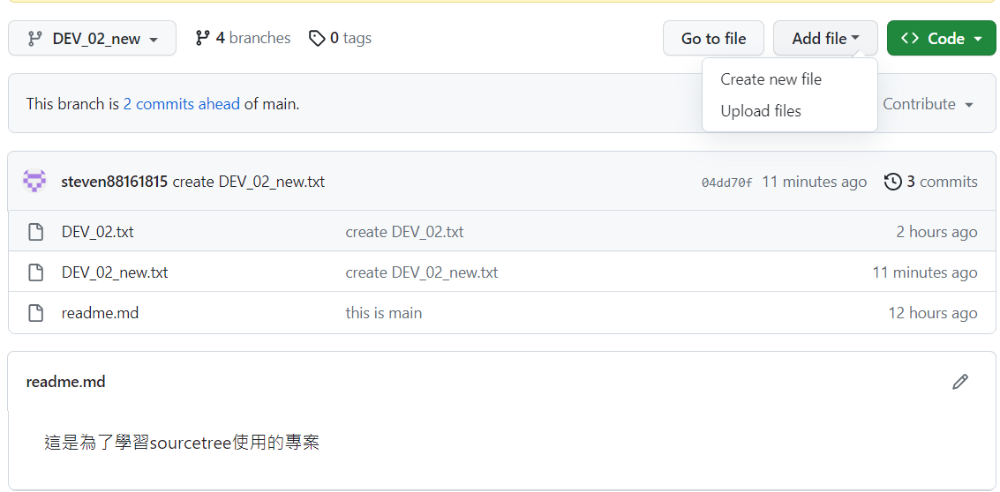 DEV_02_new 4 branches 0 tags Go to file Add file Code
Create new file
Upload files
This branch is 2 commits ahead of main. Contribute
steven88161815 create DEV_02_new.txt 04dd70f 11 minutes ago 3 commits
DEV_02.txt create DEV_02.txt 2 hours ago
DEV_02_new.txt create DEV_02_new.txt 11 minutes ago
readme.md this is main 12 hours ago
readme.md
這是為了學習sourcetree使用的專案